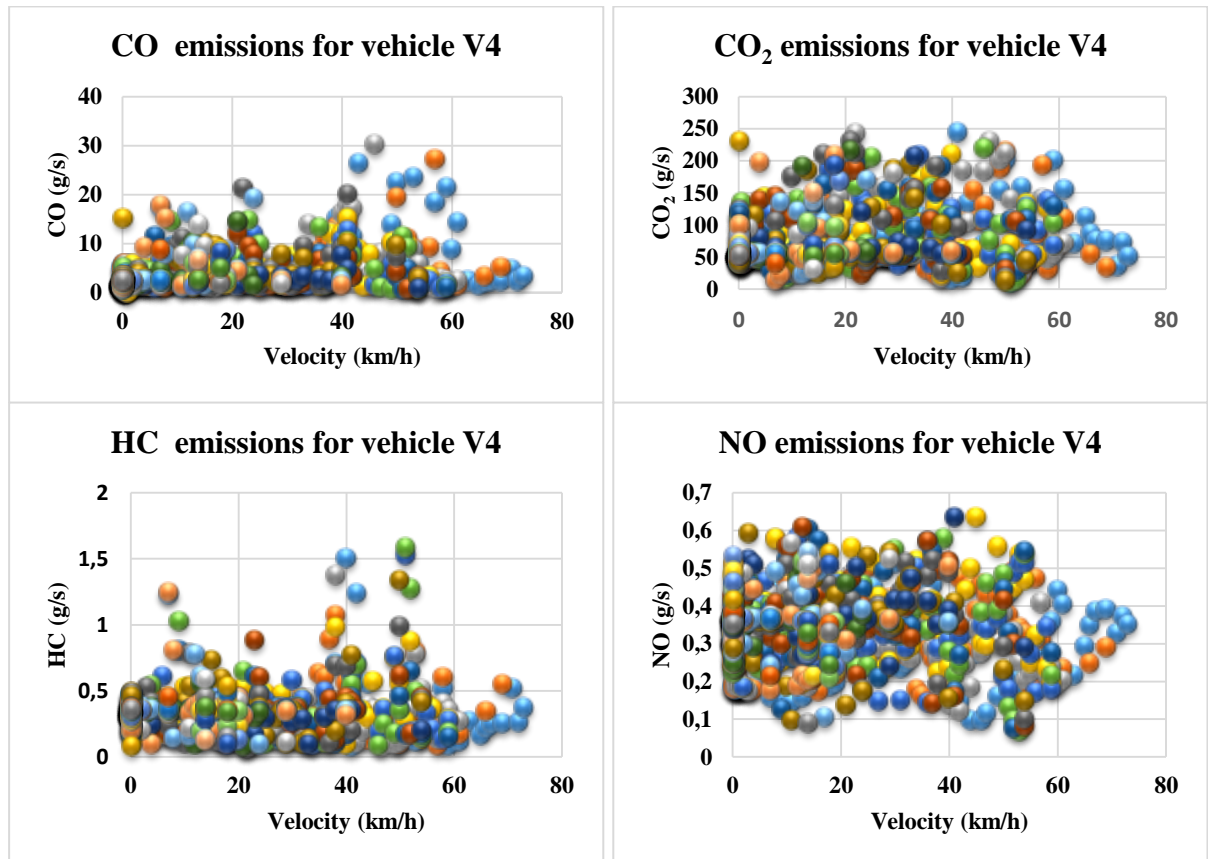 CO  emissions for vehicle V4
40
30
20
10
0
CO (g/s)
0 20 40 60 80
Velocity (km/h)
CO₂ emissions for vehicle V4
300
250
200
150
100
50
0
CO₂ (g/s)
0 20 40 60 80
Velocity (km/h)
HC  emissions for vehicle V4
2
1,5
1
0,5
0
HC (g/s)
0 20 40 60 80
Velocity (km/h)
NO emissions for vehicle V4
0,7
0,6
0,5
0,4
0,3
0,2
0,1
0
NO (g/s)
0 20 40 60 80
Velocity (km/h)